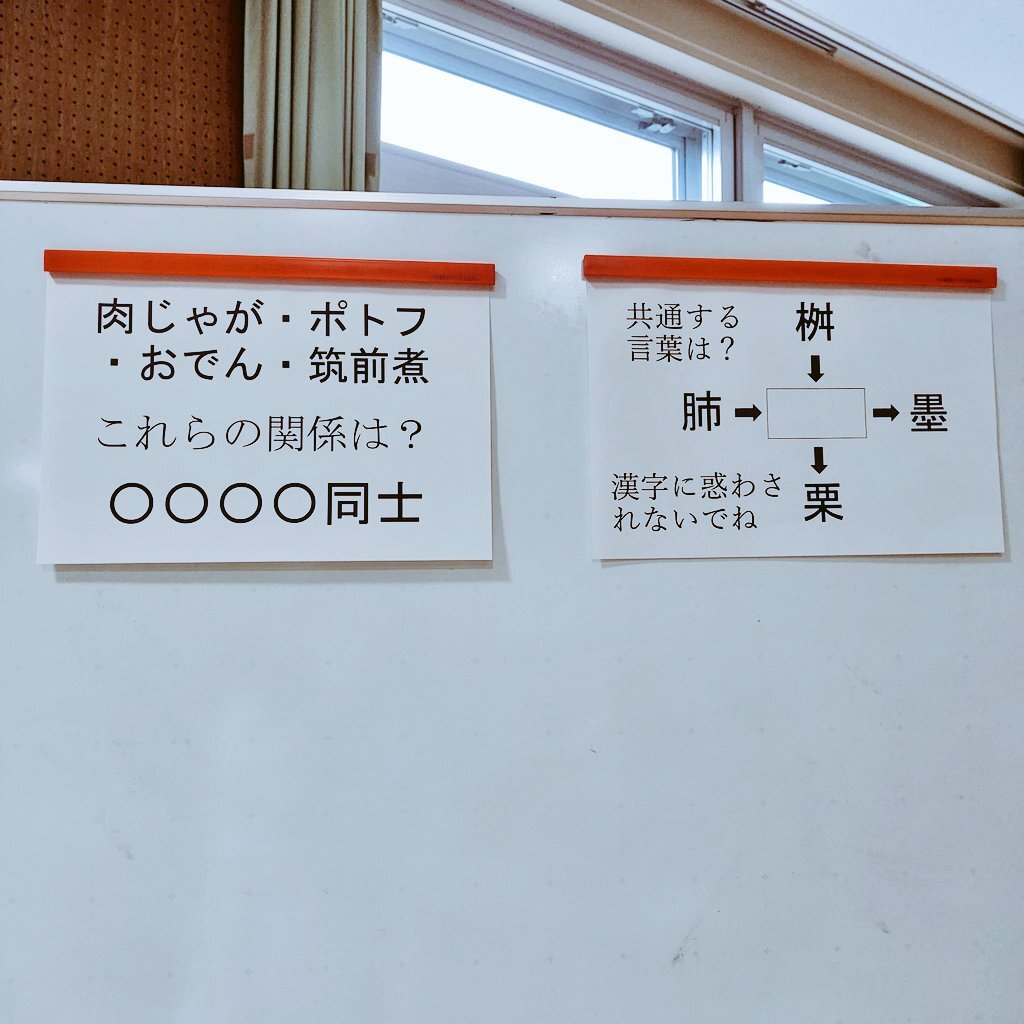 肉じゃが・ポトフ
・おでん・筑前煮
これらの関係は？
〇〇〇〇同士
共通する
言葉は？
桝
肺
墨
漢字に惑わさ
れないでね
栗